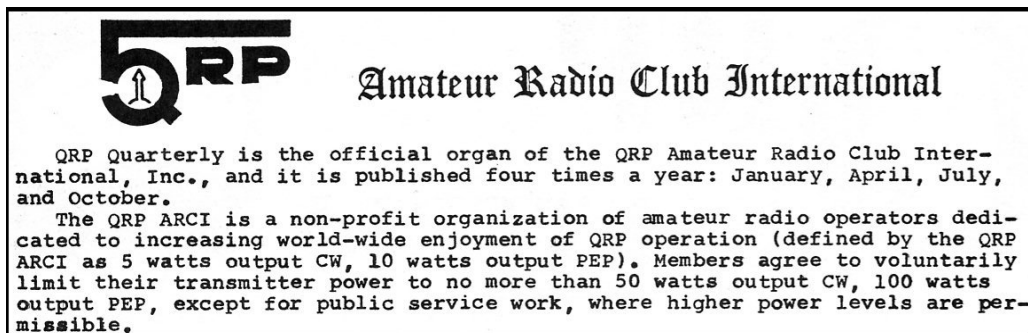 5QRP
Amateur Radio Club International
QRP Quarterly is the official organ of the QRP Amateur Radio Club Inter-
national, Inc., and it is published four times a year: January, April, July,
and October.
The QRP ARCI is a non-profit organization of amateur radio operators dedi-
cated to increasing world-wide enjoyment of QRP operation (defined by the QRP
ARCI as 5 watts output CW, 10 watts output PEP). Members agree to voluntarily
limit their transmitter power to no more than 50 watts output CW, 100 watts
output PEP, except for public service work, where higher power levels are per-
missible.